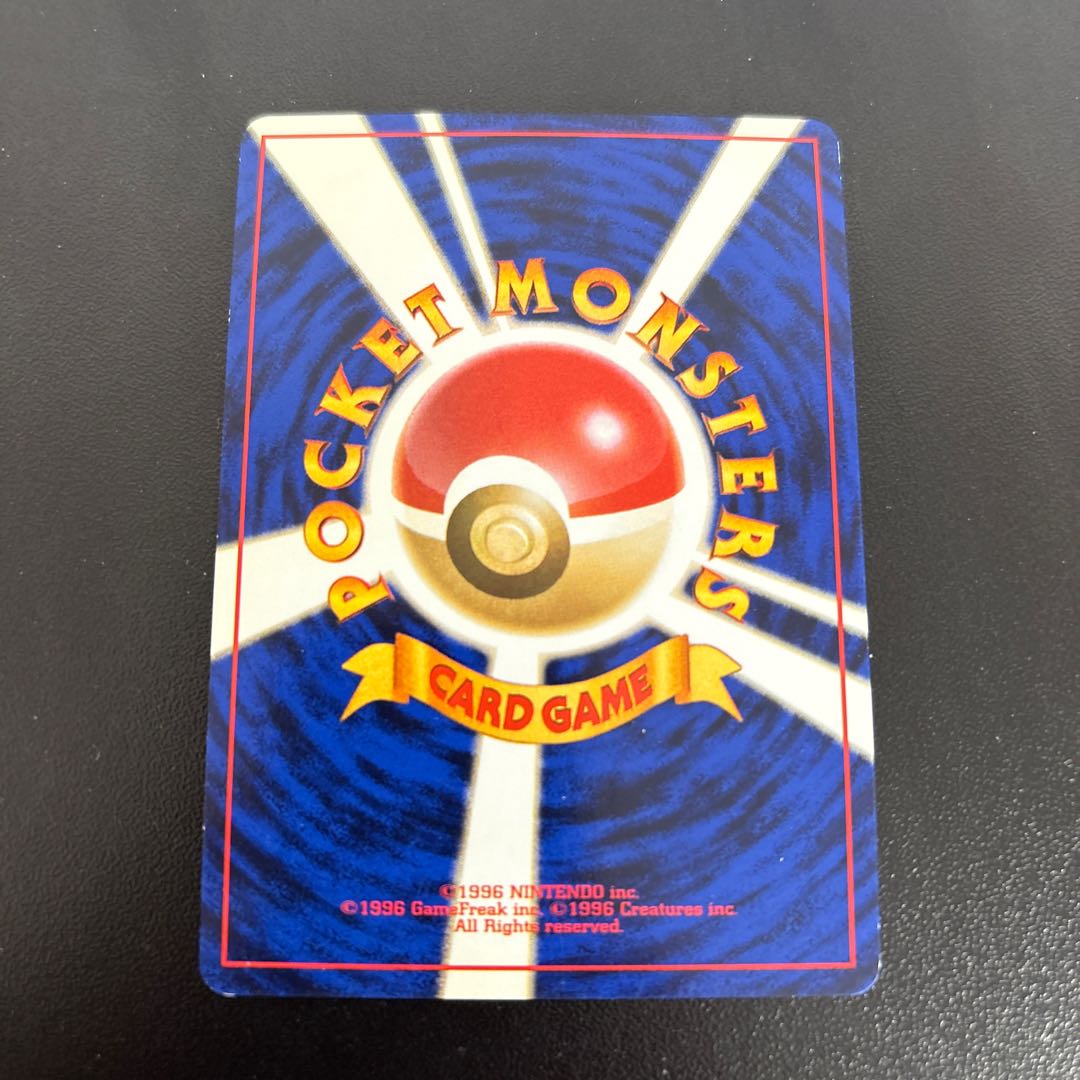 POCKET MONSTERS
CARD GAME
©1996 NINTENDO inc.
©1996 GameFreak inc. ©1996 Creatures inc.
All Rights reserved.